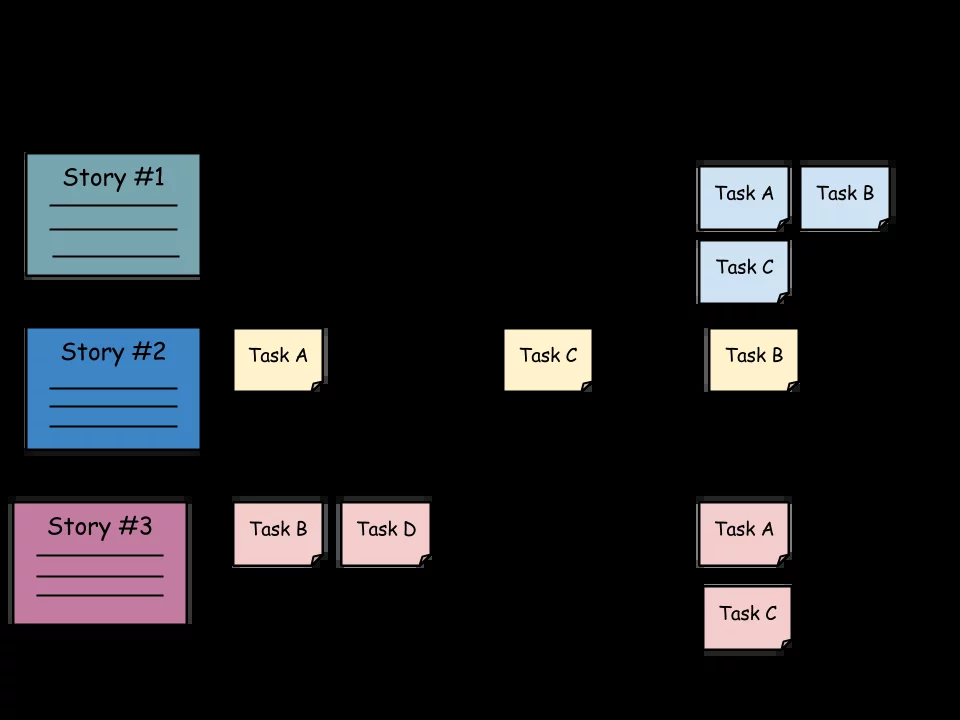 Story #1
Task A
Task B
Task C
Story #2
Task A
Task C
Task B
Story #3
Task B
Task D
Task A
Task C